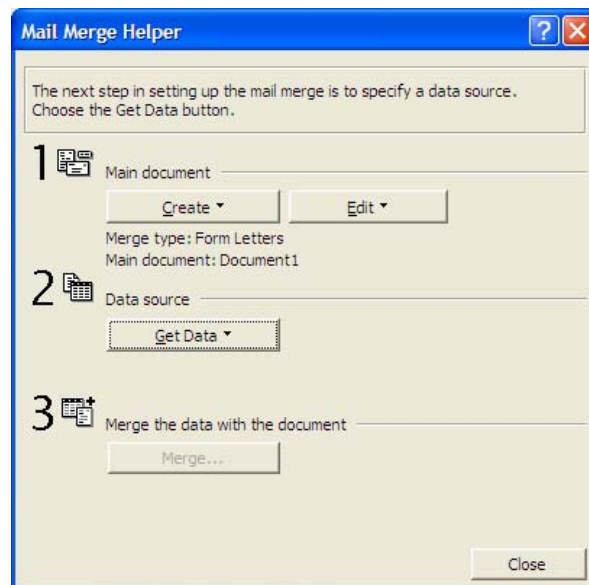 Mail Merge Helper
The next step in setting up the mail merge is to specify a data source.
Choose the Get Data button.
1
Main document
Create
Edit
Merge type: Form Letters
Main document: Document1
2
Data source
Get Data
3
Merge the data with the document
Merge...
Close